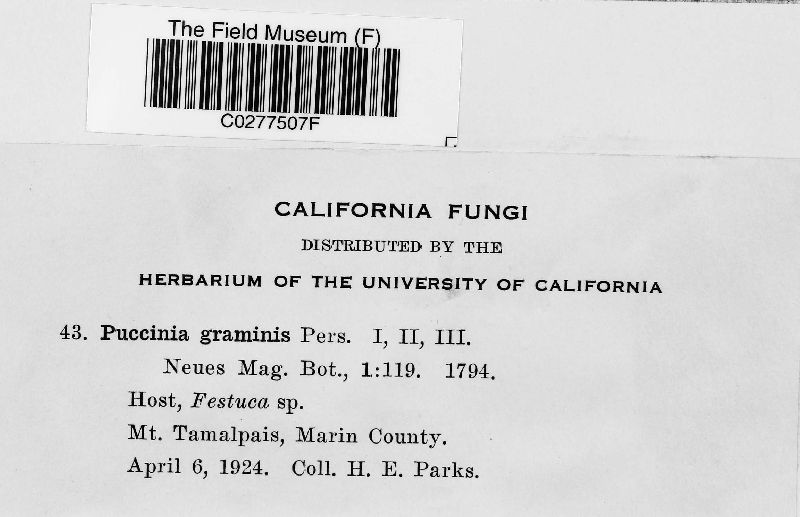 The Field Museum (F)
C0277507F
CALIFORNIA FUNGI
DISTRIBUTED BY THE
HERBARIUM OF THE UNIVERSITY OF CALIFORNIA
43. Puccinia graminis Pers. I, II, III.
Neues Mag. Bot., 1:119. 1794.
Host, Festuca sp.
Mt. Tamalpais, Marin County.
April 6, 1924. Coll. H. E. Parks.